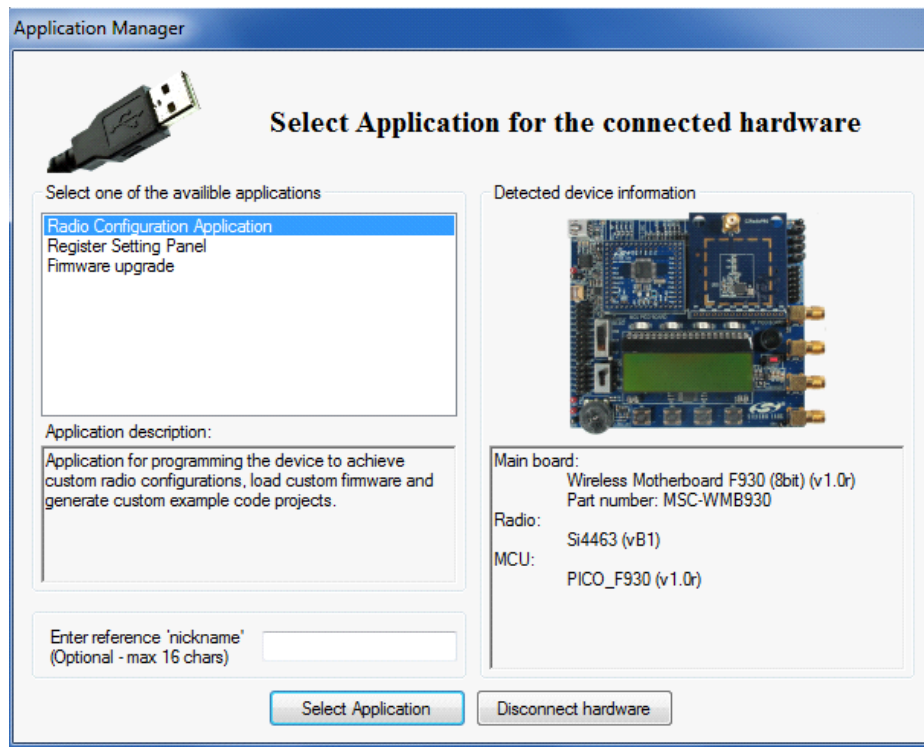 Application Manager
Select Application for the connected hardware
Select one of the availible applications
Radio Configuration Application
Register Setting Panel
Firmware upgrade
Application description:
Application for programming the device to achieve
custom radio configurations, load custom firmware and
generate custom example code projects.
Enter reference 'nickname'
(Optional - max 16 chars)
Detected device information
Main board:
Wireless Motherboard F930 (8bit) (v1.0r)
Part number: MSC-WMB930
Radio:
Si4463 (vB1)
MCU:
PICO_F930 (v1.0r)
Select Application
Disconnect hardware